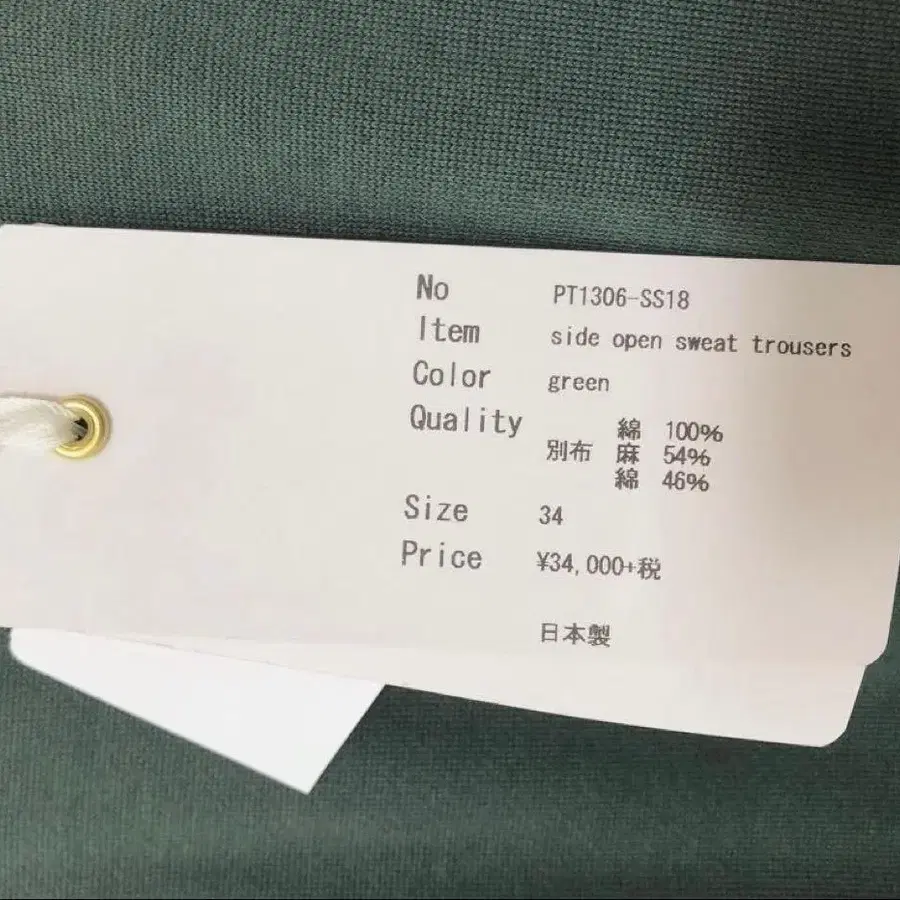 No PT1306-SS18
Item side open sweat trousers
Color green
Quality 綿 100%
別布 麻 54%
綿 46%
Size 34
Price ¥34,000+税
日本製